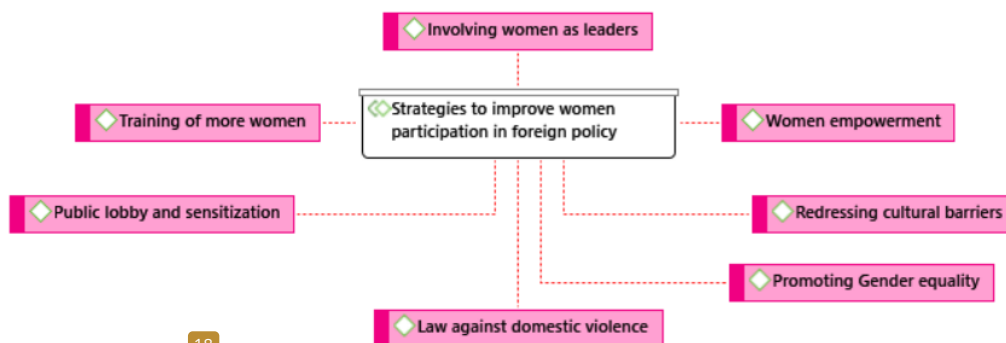 Involving women as leaders
Strategies to improve women
participation in foreign policy
Training of more women
Women empowerment
Public lobby and sensitization
Redressing cultural barriers
Promoting Gender equality
Law against domestic violence